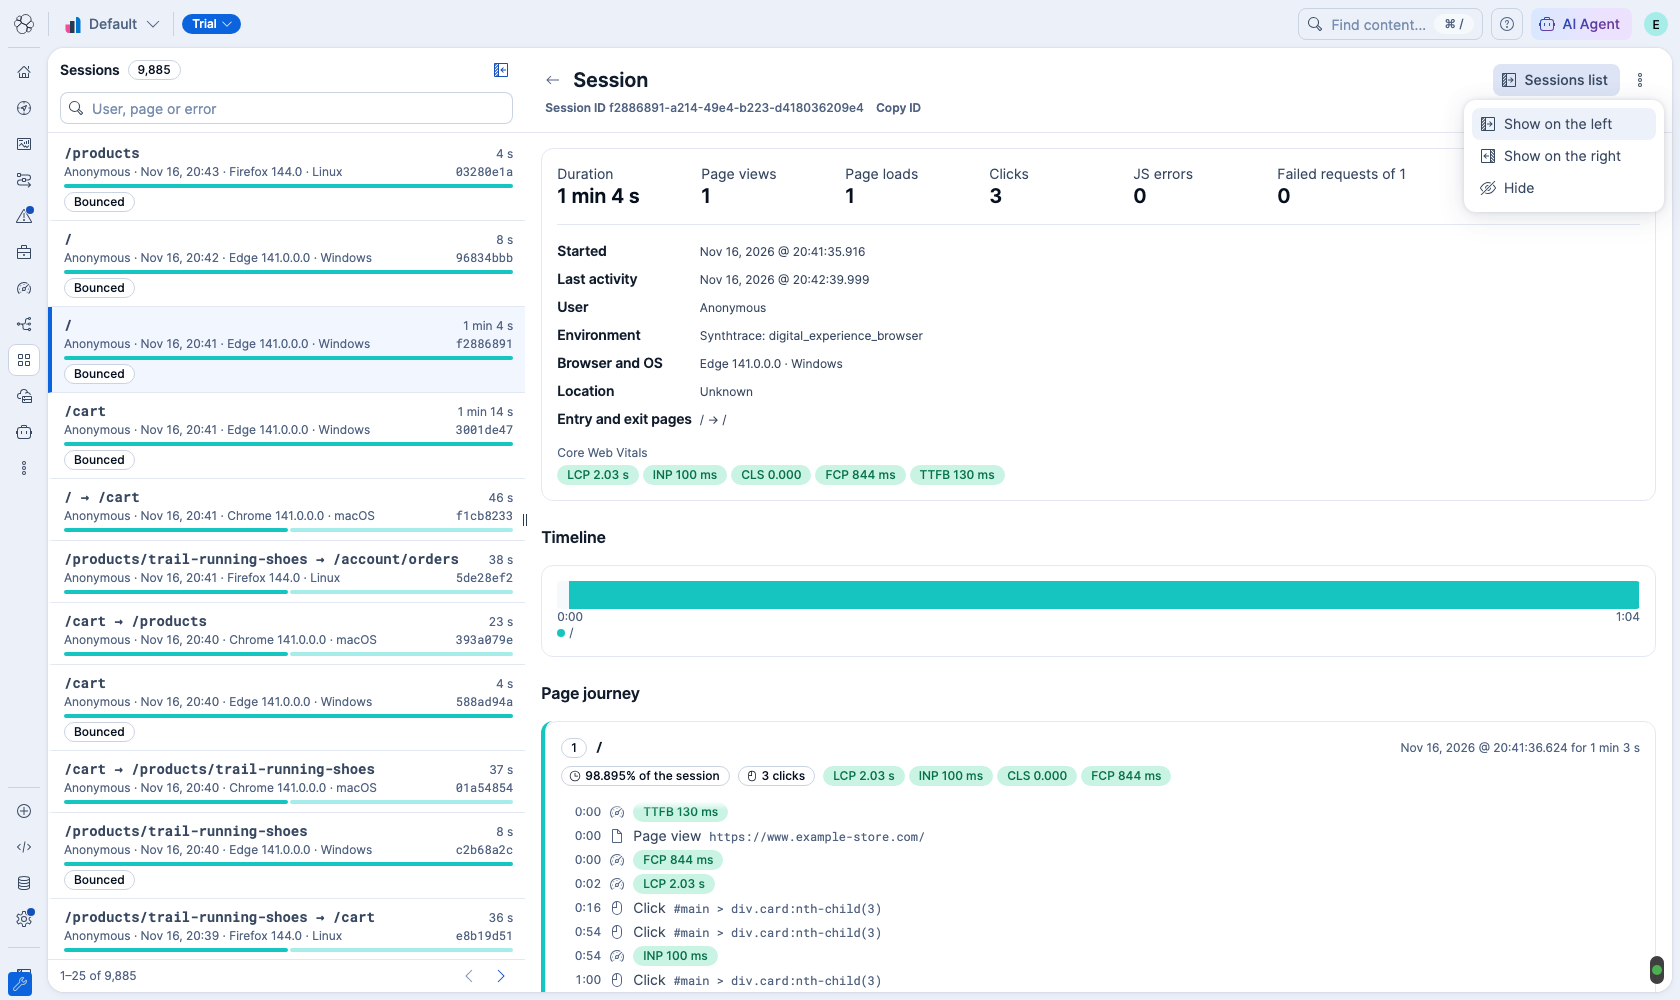 Default
Trial
Find content...
⌘ /
AI Agent
E
Sessions 9,885
User, page or error
/products 4 s
Anonymous · Nov 16, 20:43 · Firefox 144.0 · Linux 03280e1a
Bounced
/ 8 s
Anonymous · Nov 16, 20:42 · Edge 141.0.0.0 · Windows 96834bbb
Bounced
/ 1 min 4 s
Anonymous · Nov 16, 20:41 · Edge 141.0.0.0 · Windows f2886891
Bounced
/cart 1 min 14 s
Anonymous · Nov 16, 20:41 · Edge 141.0.0.0 · Windows 3001de47
Bounced
/ → /cart 46 s
Anonymous · Nov 16, 20:41 · Chrome 141.0.0.0 · macOS f1cb8233
/products/trail-running-shoes → /account/orders 38 s
Anonymous · Nov 16, 20:41 · Firefox 144.0 · Linux 5de28ef2
/cart → /products 23 s
Anonymous · Nov 16, 20:40 · Chrome 141.0.0.0 · macOS 393a079e
/cart 4 s
Anonymous · Nov 16, 20:40 · Edge 141.0.0.0 · Windows 588ad94a
Bounced
/cart → /products/trail-running-shoes 37 s
Anonymous · Nov 16, 20:40 · Chrome 141.0.0.0 · macOS 01a54854
/products/trail-running-shoes 8 s
Anonymous · Nov 16, 20:40 · Edge 141.0.0.0 · Windows c2b68a2c
Bounced
/products/trail-running-shoes → /cart 36 s
Anonymous · Nov 16, 20:39 · Firefox 144.0 · Linux e8b19d51
1–25 of 9,885
← Session
Session ID f2886891-a214-49e4-b223-d418036209e4 Copy ID
Sessions list
Show on the left
Show on the right
Hide
Duration Page views Page loads Clicks JS errors Failed requests of 1
1 min 4 s 1 1 3 0 0
Started Nov 16, 2026 @ 20:41:35.916
Last activity Nov 16, 2026 @ 20:42:39.999
User Anonymous
Environment Synthtrace: digital_experience_browser
Browser and OS Edge 141.0.0.0 · Windows
Location Unknown
Entry and exit pages / → /
Core Web Vitals
LCP 2.03 s INP 100 ms CLS 0.000 FCP 844 ms TTFB 130 ms
Timeline
0:00 1:04
/
Page journey
1 / Nov 16, 2026 @ 20:41:36.624 for 1 min 3 s
98.895% of the session 3 clicks LCP 2.03 s INP 100 ms CLS 0.000 FCP 844 ms
0:00 TTFB 130 ms
0:00 Page view https://www.example-store.com/
0:00 FCP 844 ms
0:02 LCP 2.03 s
0:16 Click #main > div.card:nth-child(3)
0:54 Click #main > div.card:nth-child(3)
0:54 INP 100 ms
1:00 Click #main > div.card:nth-child(3)